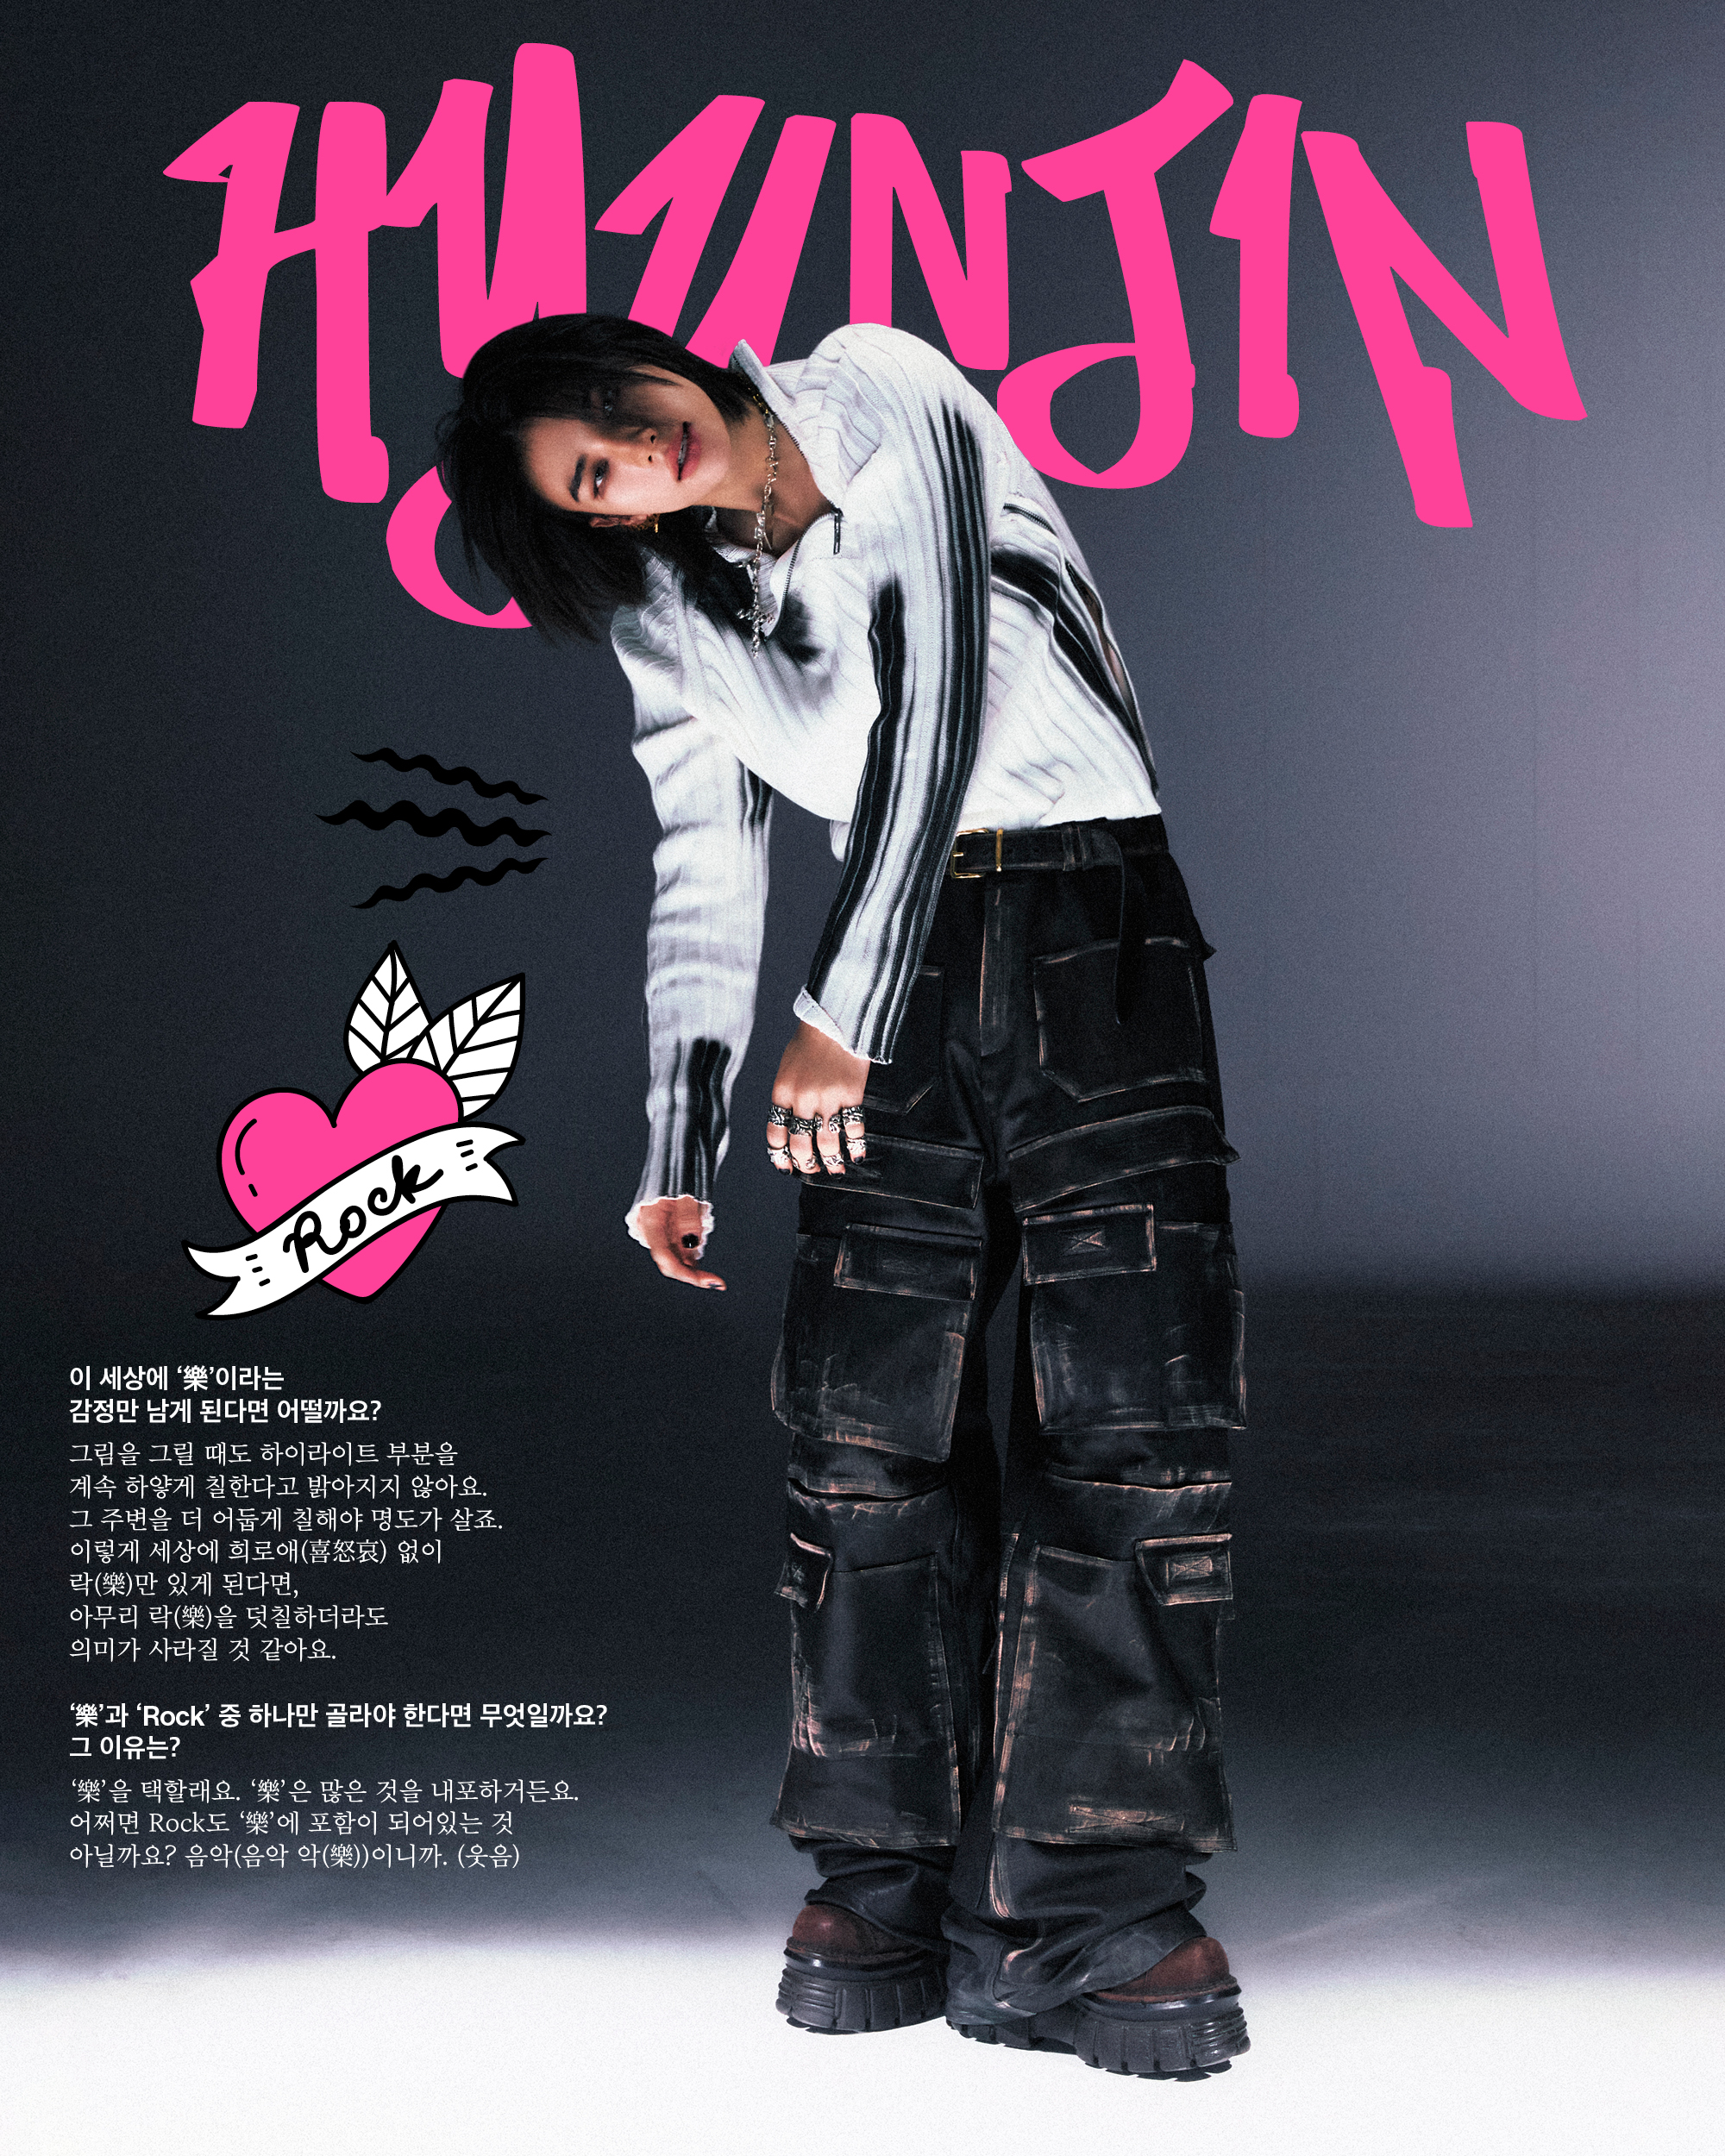 HYUNJIN
Rock
이 세상에 ‘樂’이라는
감정만 남게 된다면 어떨까요?
그림을 그릴 때도 하이라이트 부분을
계속 하얗게 칠한다고 밝아지지 않아요.
그 주변을 더 어둡게 칠해야 명도가 살죠.
이렇게 세상에 희로애(喜怒哀) 없이
락(樂)만 있게 된다면,
아무리 락(樂)을 덧칠하더라도
의미가 사라질 것 같아요.
‘樂’과 ‘Rock’ 중 하나만 골라야 한다면 무엇일까요?
그 이유는?
‘樂’을 택할래요. ‘樂’은 많은 것을 내포하거든요.
어쩌면 Rock도 ‘樂’에 포함이 되어있는 것
아닐까요? 음악(음악 악(樂))이니까. (웃음)